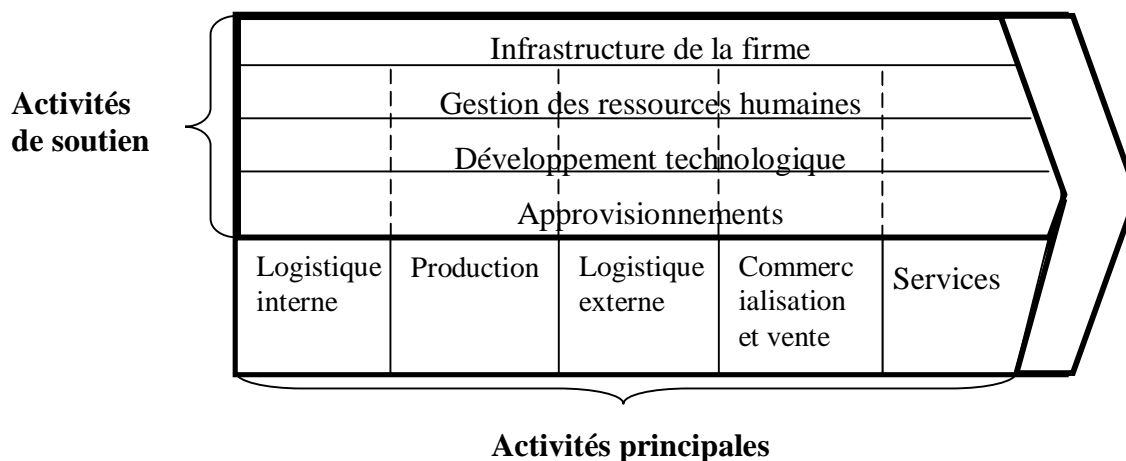 Infrastructure de la firme
Activités
de soutien
Gestion des ressources humaines
Développement technologique
Approvisionnements
Logistique
interne
Production
Logistique
externe
Commerc
ialisation
et vente
Services
Activités principales